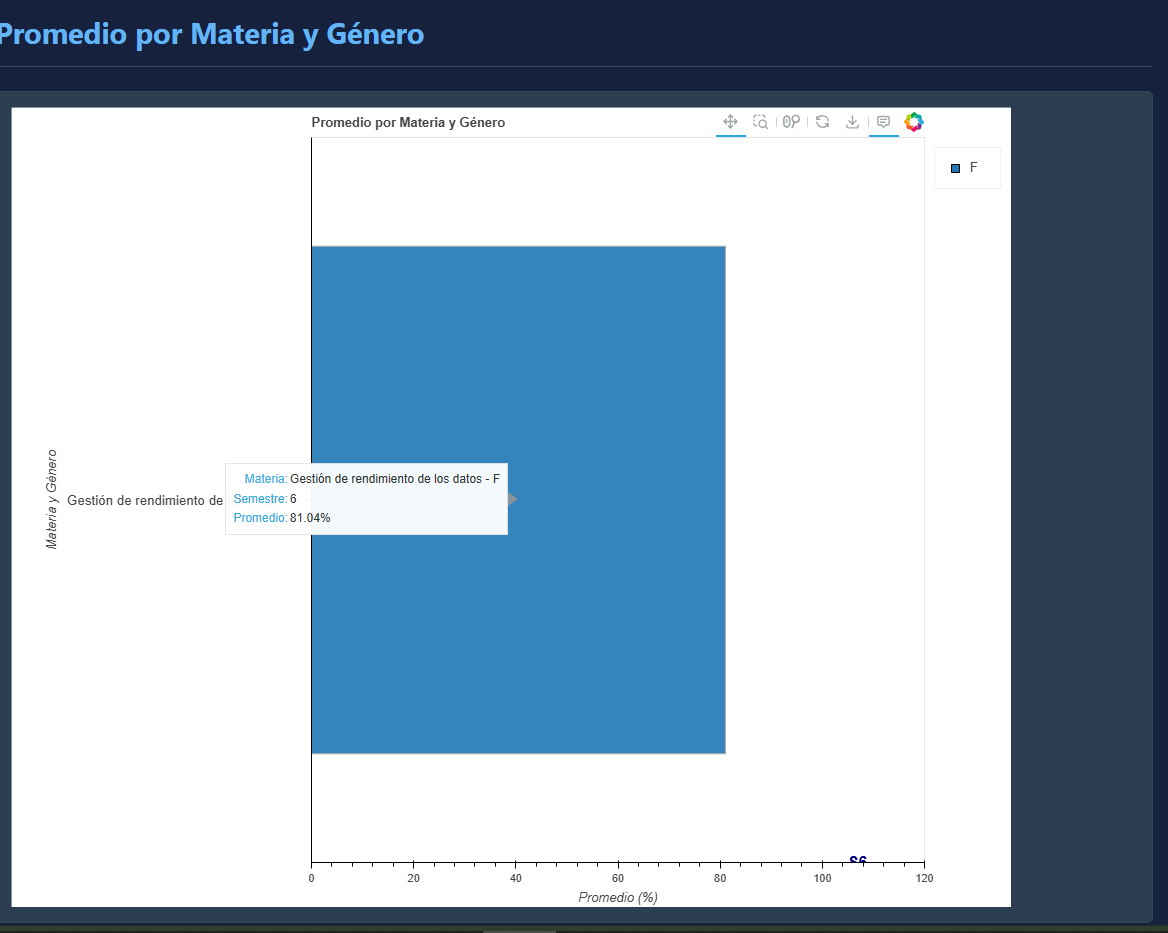 Promedio por Materia y Género
Promedio por Materia y Género
F
Materia y Género
Gestión de rendimiento de
Materia: Gestión de rendimiento de los datos - F
Semestre: 6
Promedio: 81.04%
S6
0 20 40 60 80 100 120
Promedio (%)